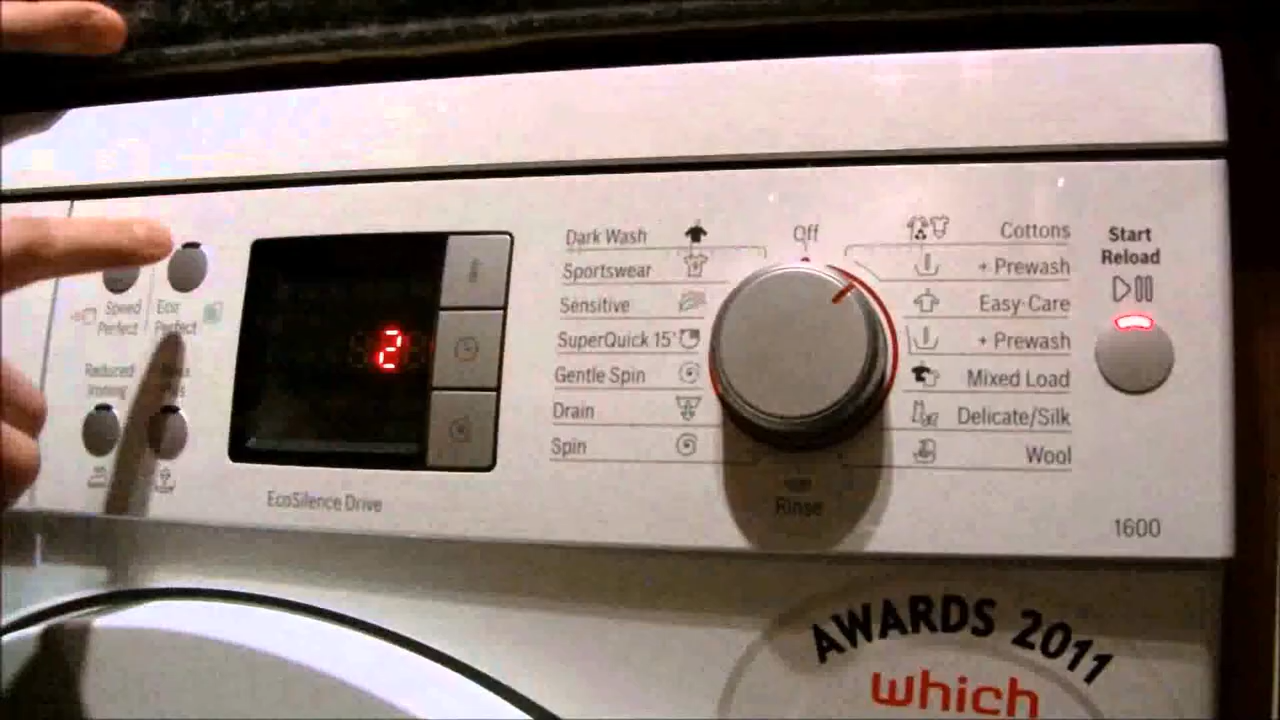 Speed
Perfect
Eco
Perfect
Reduced
Ironing
2
EcoSilence Drive
Dark Wash
Sportswear
Sensitive
SuperQuick 15'
Gentle Spin
Drain
Spin
Off
Rinse
Cottons
+ Prewash
Easy-Care
+ Prewash
Mixed Load
Delicate/Silk
Wool
Start
Reload
1600
AWARDS 2011
which